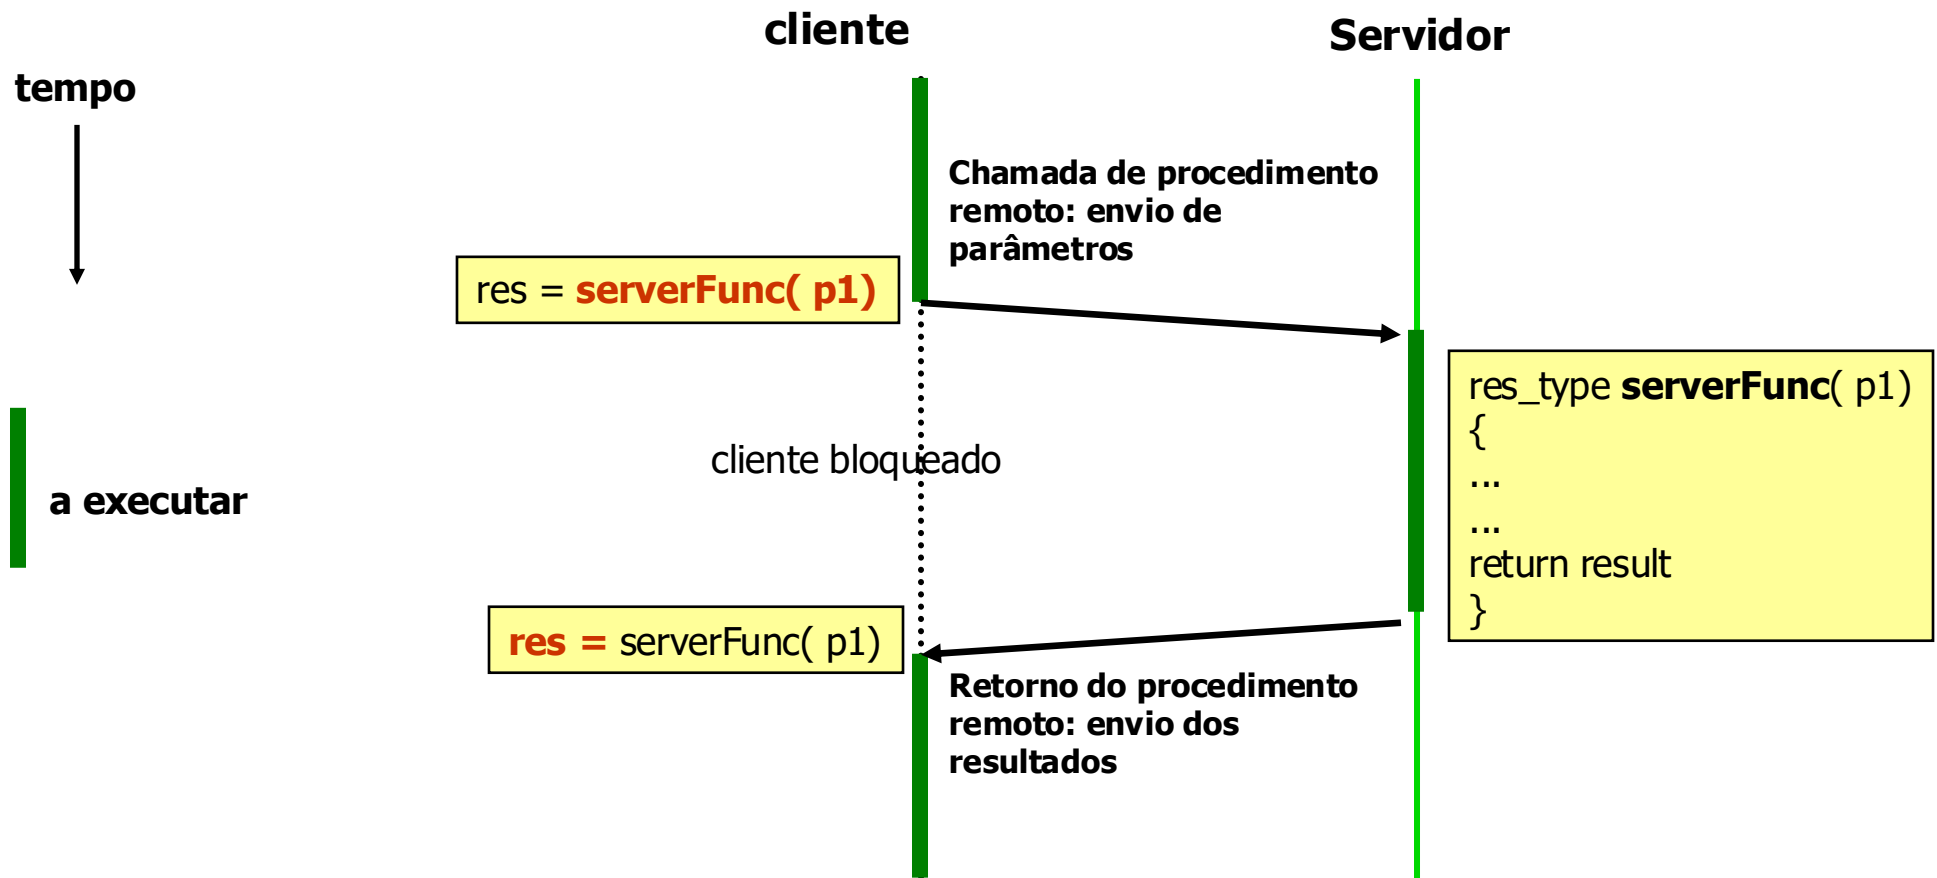 cliente
Servidor
tempo
Chamada de procedimento
remoto: envio de
parâmetros
res = serverFunc( p1)
res_type serverFunc( p1)
{
...
...
return result
}
cliente bloqueado
a executar
res = serverFunc( p1)
Retorno do procedimento
remoto: envio dos
resultados